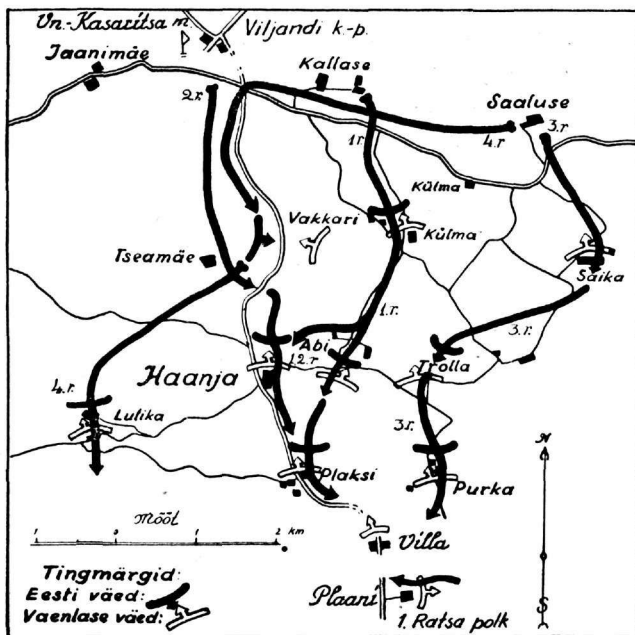 Vn.-Kasaritsa m.
Viljandi k.-p.
Jaanimäe
Kallase
Saaluse
2.r.
1.r
4.r.
3.r
Külma
Vakkari
Külma
Tseamäe
Saika
1.r.
3.r.
Abi
Trolla
Haanja
1.2.r
4.r.
Lulika
3.r
Plaksi
Purka
N
Mõõt
1 0 1 2 km
Villa
Tingmärgid:
Eesti väed:
Vaenlase väed:
Plaani
S
1. Ratsa polk